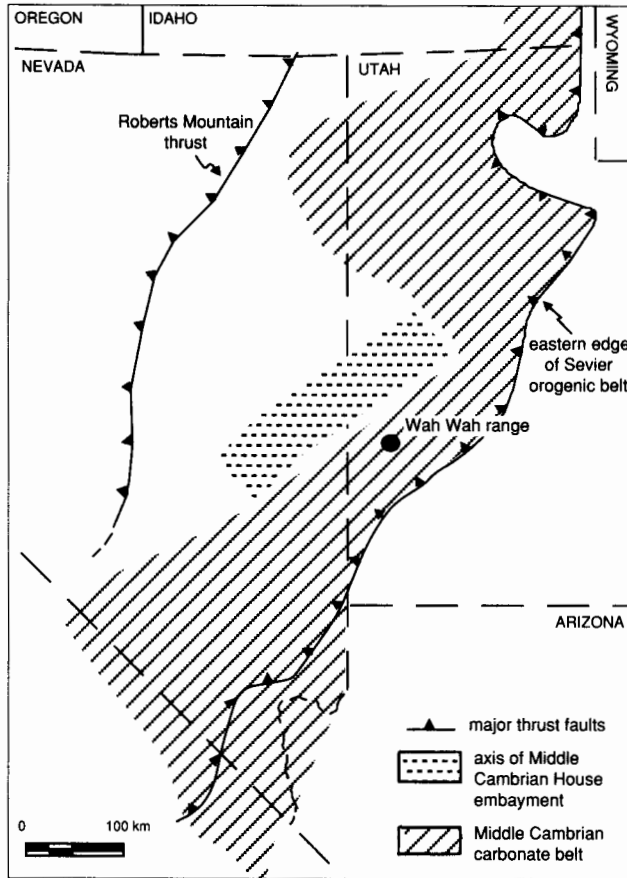 OREGON
IDAHO
WYOMING
NEVADA
UTAH
Roberts Mountain
thrust
eastern edge
of Sevier
orogenic belt
Wah Wah range
ARIZONA
major thrust faults
axis of Middle
Cambrian House
embayment
Middle Cambrian
carbonate belt
0 100 km